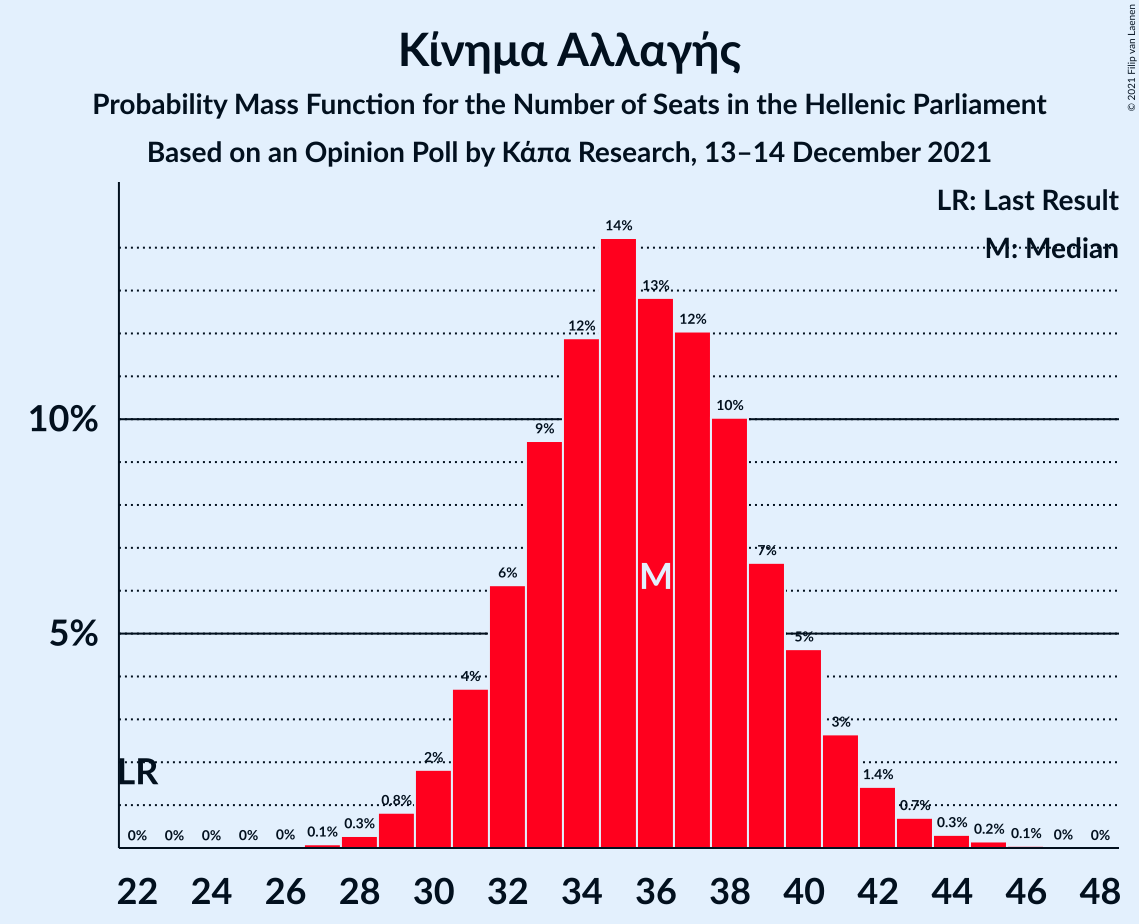 Κίνημα Αλλαγής
Probability Mass Function for the Number of Seats in the Hellenic Parliament
Based on an Opinion Poll by Κάπα Research, 13–14 December 2021
© 2021 Filip van Laenen
LR: Last Result
M: Median
10%
5%
LR
M
0% 0% 0% 0% 0% 0.1% 0.3% 0.8% 2% 4% 6% 9% 12% 14% 13% 12% 10% 7% 5% 3% 1.4% 0.7% 0.3% 0.2% 0.1% 0% 0%
22 24 26 28 30 32 34 36 38 40 42 44 46 48